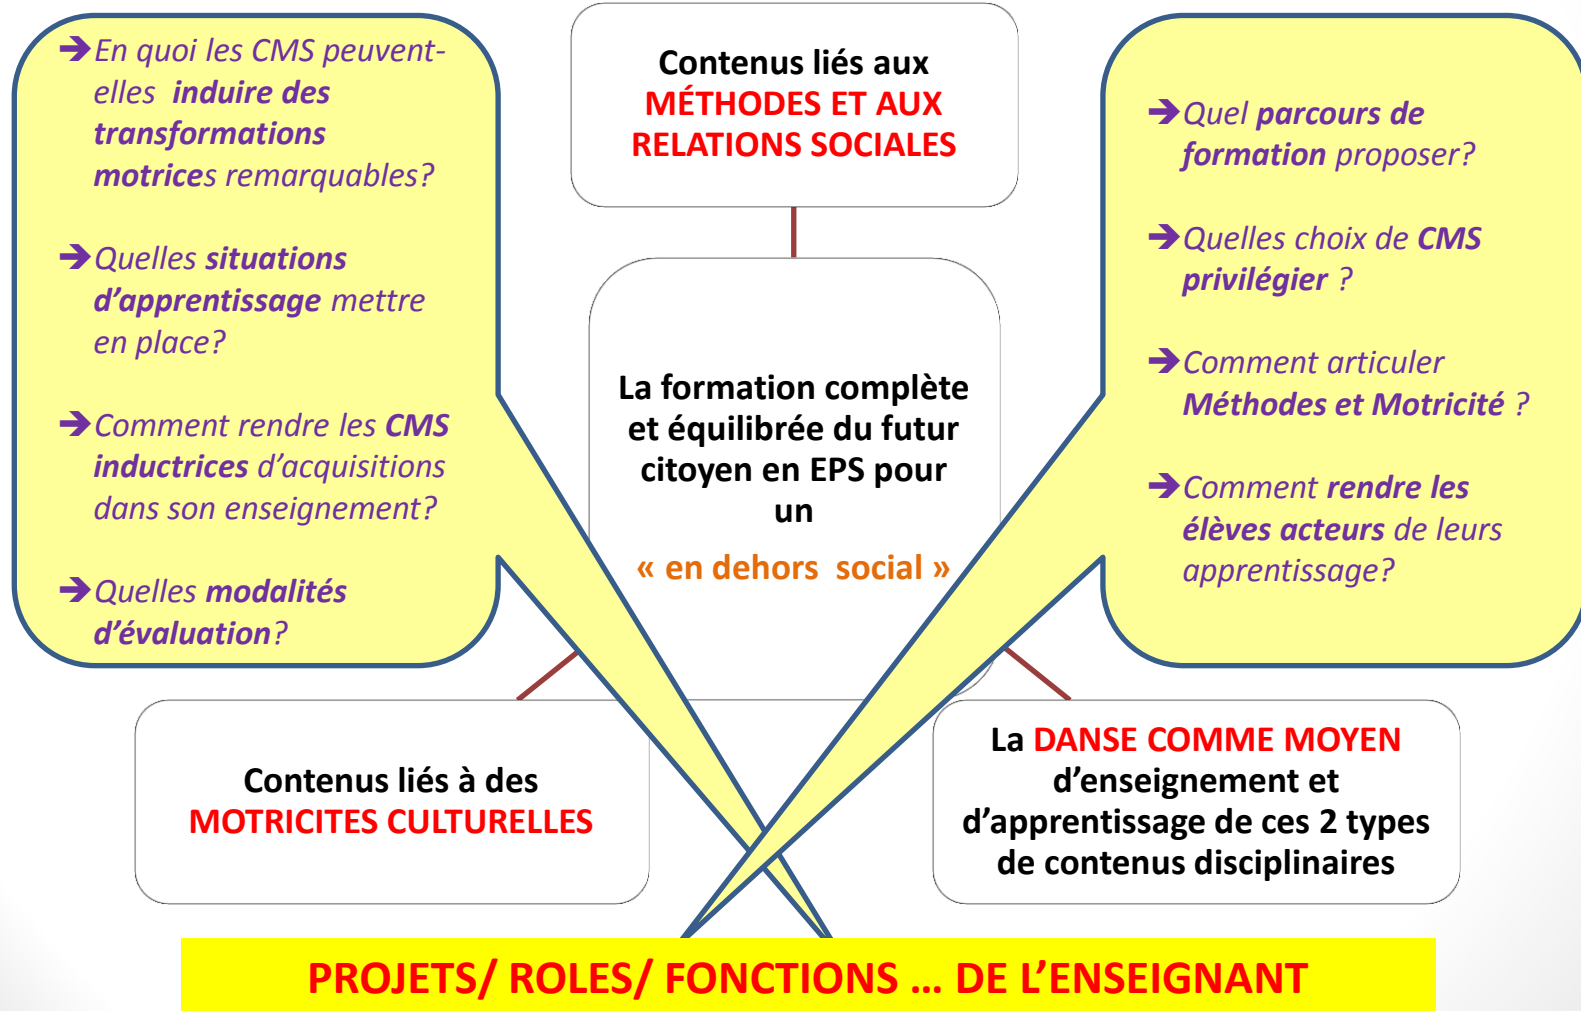 ➔En quoi les CMS peuvent-
elles  induire des
transformations
motrices remarquables?
➔Quelles situations
d’apprentissage mettre
en place?
➔Comment rendre les CMS
inductrices d’acquisitions
dans son enseignement?
➔Quelles modalités
d’évaluation?
Contenus liés aux
MÉTHODES ET AUX
RELATIONS SOCIALES
La formation complète
et équilibrée du futur
citoyen en EPS pour
un
« en dehors  social »
➔Quel parcours de
formation proposer?
➔Quelles choix de CMS
privilégier ?
➔Comment articuler
Méthodes et Motricité ?
➔Comment rendre les
élèves acteurs de leurs
apprentissage?
Contenus liés à des
MOTRICITES CULTURELLES
La DANSE COMME MOYEN
d’enseignement et
d’apprentissage de ces 2 types
de contenus disciplinaires
PROJETS/ ROLES/ FONCTIONS … DE L’ENSEIGNANT